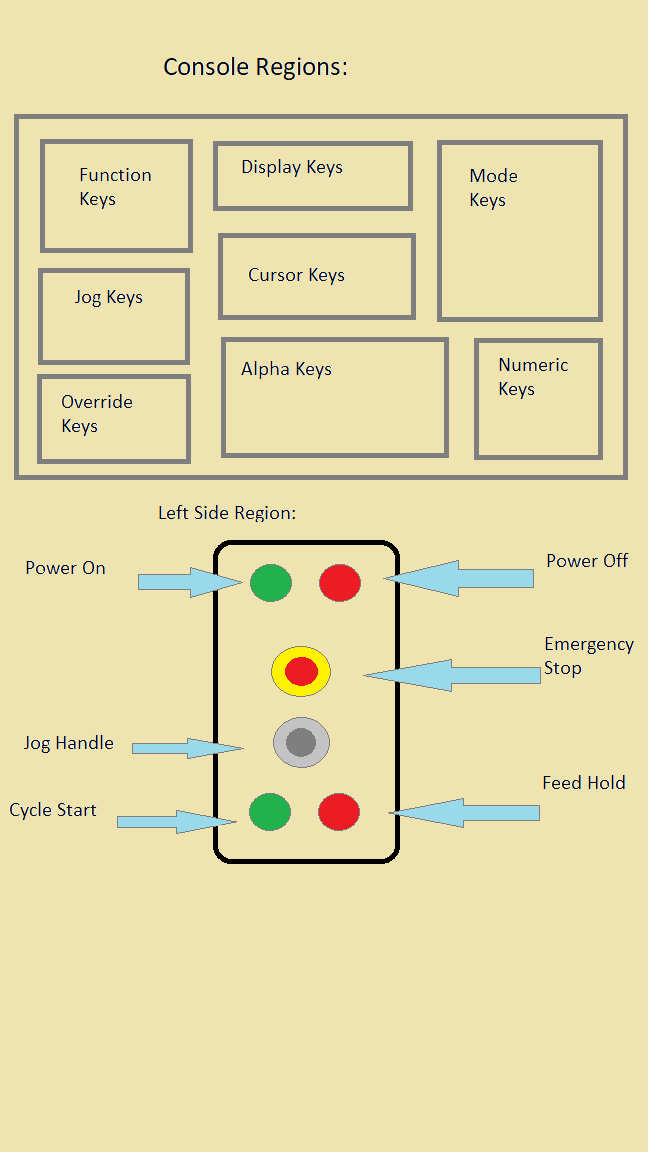 Console Regions:
Function
Keys
Display Keys
Mode
Keys
Jog Keys
Cursor Keys
Override
Keys
Alpha Keys
Numeric
Keys
Left Side Region:
Power On
Power Off
Emergency
Stop
Jog Handle
Cycle Start
Feed Hold